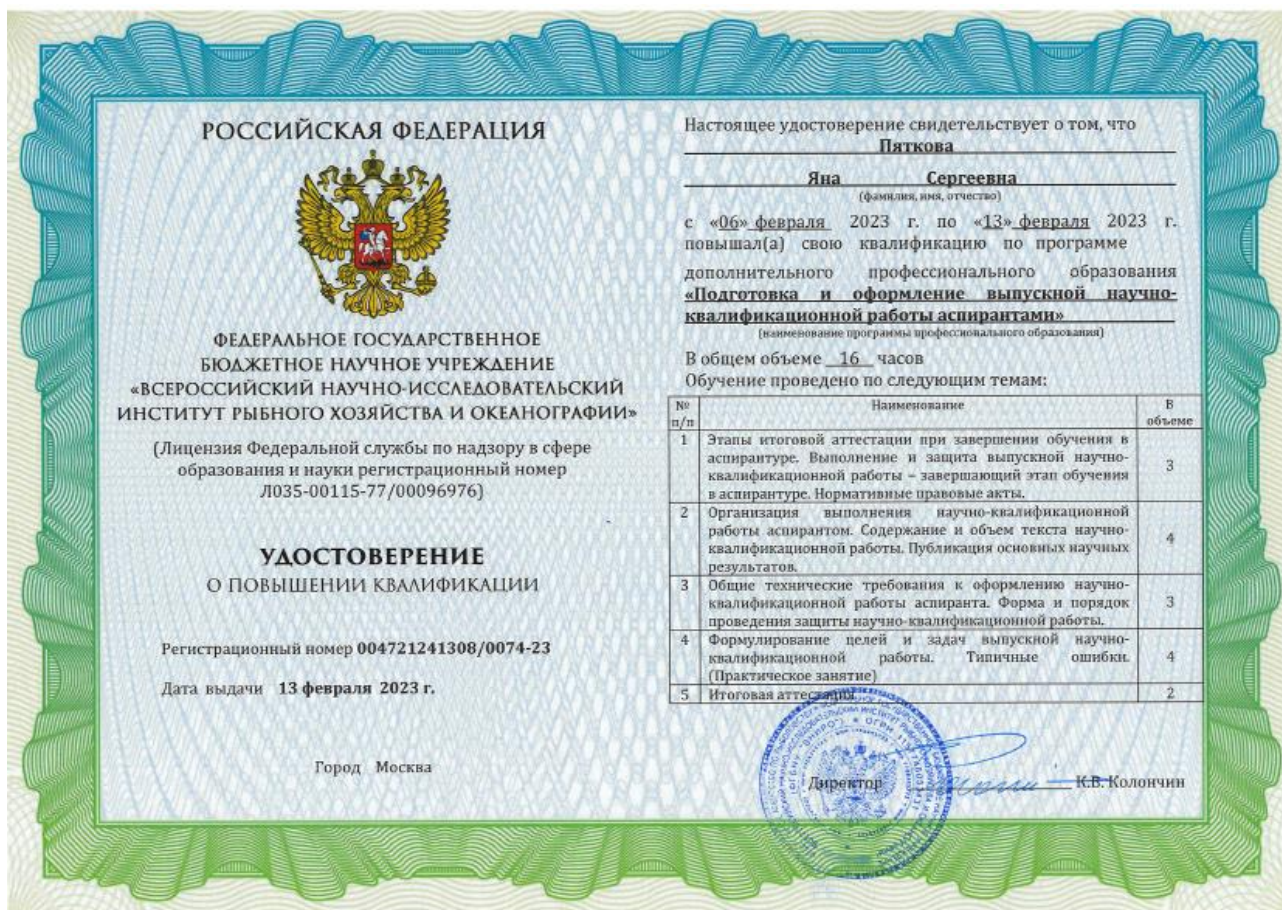 РОССИЙСКАЯ ФЕДЕРАЦИЯ
ФЕДЕРАЛЬНОЕ ГОСУДАРСТВЕННОЕ
БЮДЖЕТНОЕ НАУЧНОЕ УЧРЕЖДЕНИЕ
«ВСЕРОССИЙСКИЙ НАУЧНО-ИССЛЕДОВАТЕЛЬСКИЙ
ИНСТИТУТ РЫБНОГО ХОЗЯЙСТВА И ОКЕАНОГРАФИИ»
(Лицензия Федеральной службы по надзору в сфере
образования и науки регистрационный номер
Л035-00115-77/00096976)
УДОСТОВЕРЕНИЕ
О ПОВЫШЕНИИ КВАЛИФИКАЦИИ
Регистрационный номер 004721241308/0074-23
Дата выдачи 13 февраля 2023 г.
Город Москва
Настоящее удостоверение свидетельствует о том, что
Пяткова
Яна Сергеевна
(фамилия, имя, отчество)
с «06» февраля 2023 г. по «13» февраля 2023 г.
повышал(а) свою квалификацию по программе
дополнительного профессионального образования
«Подготовка и оформление выпускной научно-
квалификационной работы аспирантами»
(наименование программы профессионального образования)
В общем объеме 16 часов
Обучение проведено по следующим темам:
№ п/п Наименование В объеме
1 Этапы итоговой аттестации при завершении обучения в
аспирантуре. Выполнение и защита выпускной научно-
квалификационной работы – завершающий этап обучения
в аспирантуре. Нормативные правовые акты.
3
2 Организация выполнения научно-квалификационной
работы аспирантом. Содержание и объем текста научно-
квалификационной работы. Публикация основных научных
результатов.
4
3 Общие технические требования к оформлению научно-
квалификационной работы аспиранта. Форма и порядок
проведения защиты научно-квалификационной работы.
3
4 Формулирование целей и задач выпускной научно-
квалификационной работы. Типичные ошибки.
(Практическое занятие)
4
5 Итоговая аттестация 2
Директор К.В. Колончин